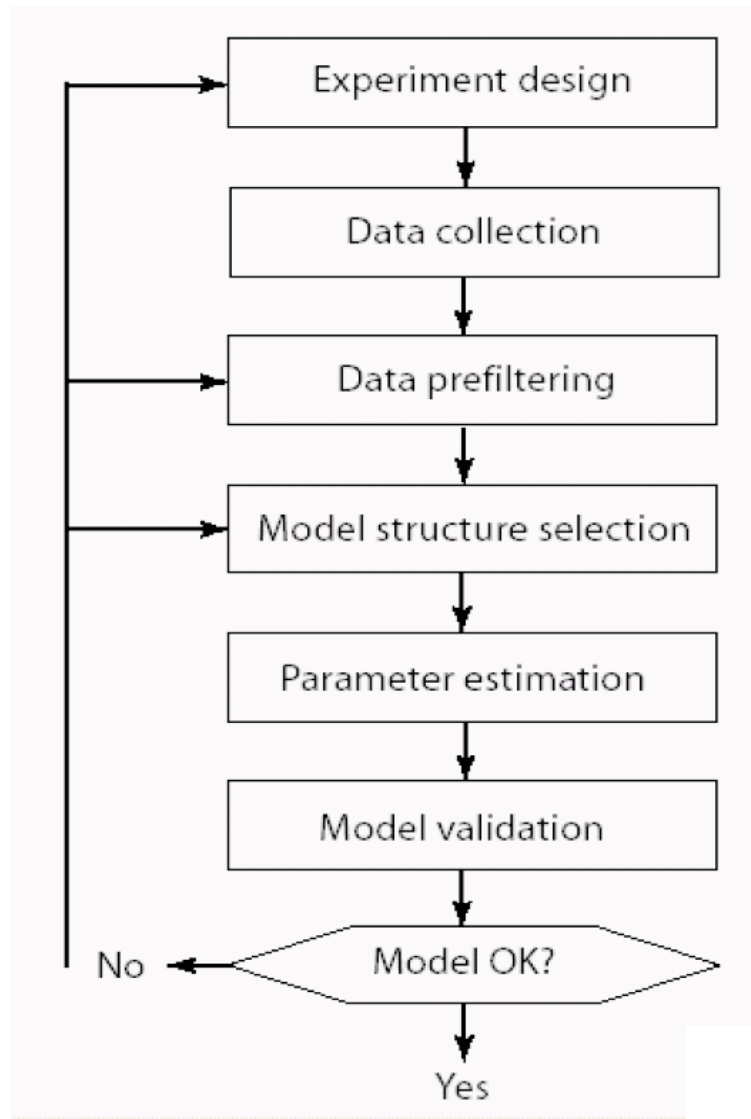 Experiment design
Data collection
Data prefiltering
Model structure selection
Parameter estimation
Model validation
Model OK?
No
Yes